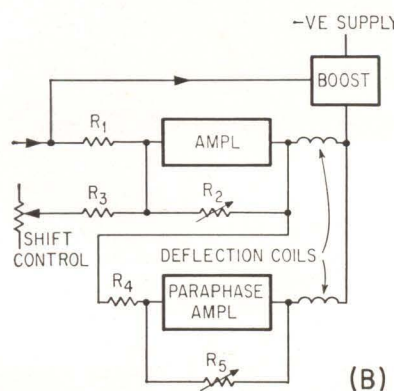 -VE SUPPLY
BOOST
R1
AMPL
R3
R2
SHIFT
CONTROL
DEFLECTION COILS
R4
PARAPHASE
AMPL
R5
(B)